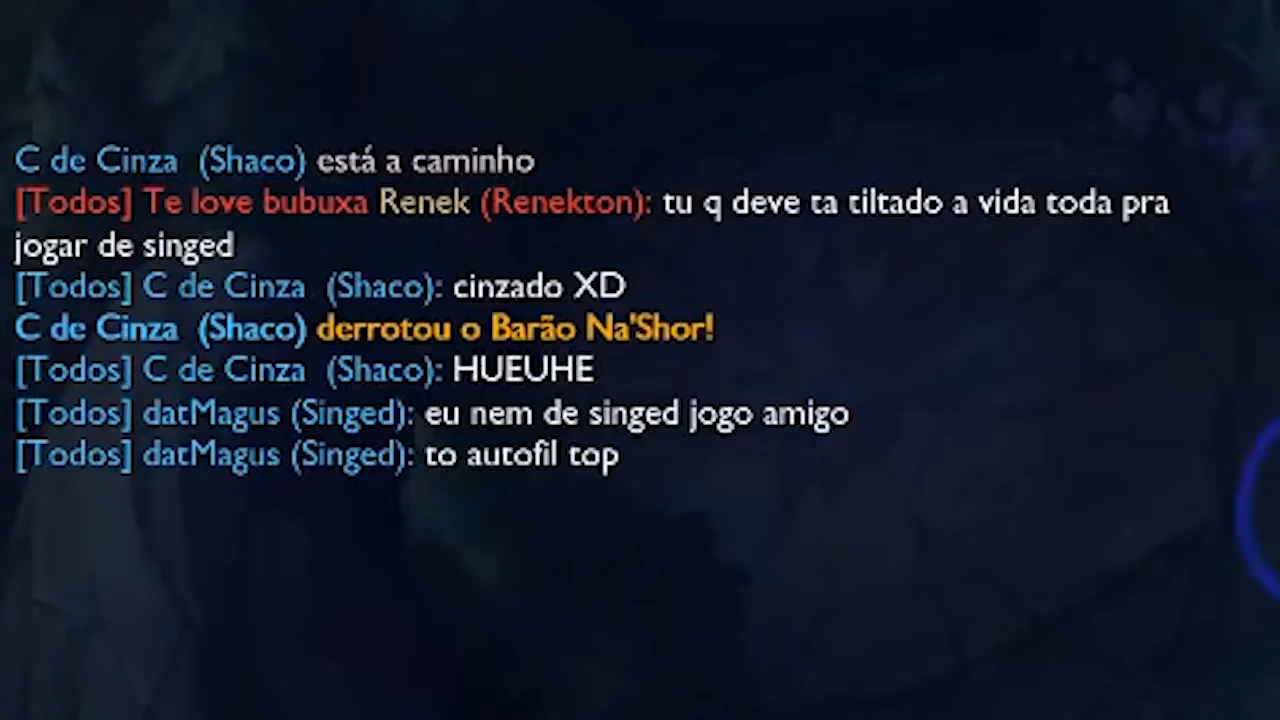 C de Cinza (Shaco) está a caminho
[Todos] Te love bubuxa Renek (Renekton): tu q deve ta tiltado a vida toda pra
jogar de singed
[Todos] C de Cinza (Shaco): cinzado XD
C de Cinza (Shaco) derrotou o Barão Na'Shor!
[Todos] C de Cinza (Shaco): HUEUHE
[Todos] datMagus (Singed): eu nem de singed jogo amigo
[Todos] datMagus (Singed): to autofil top